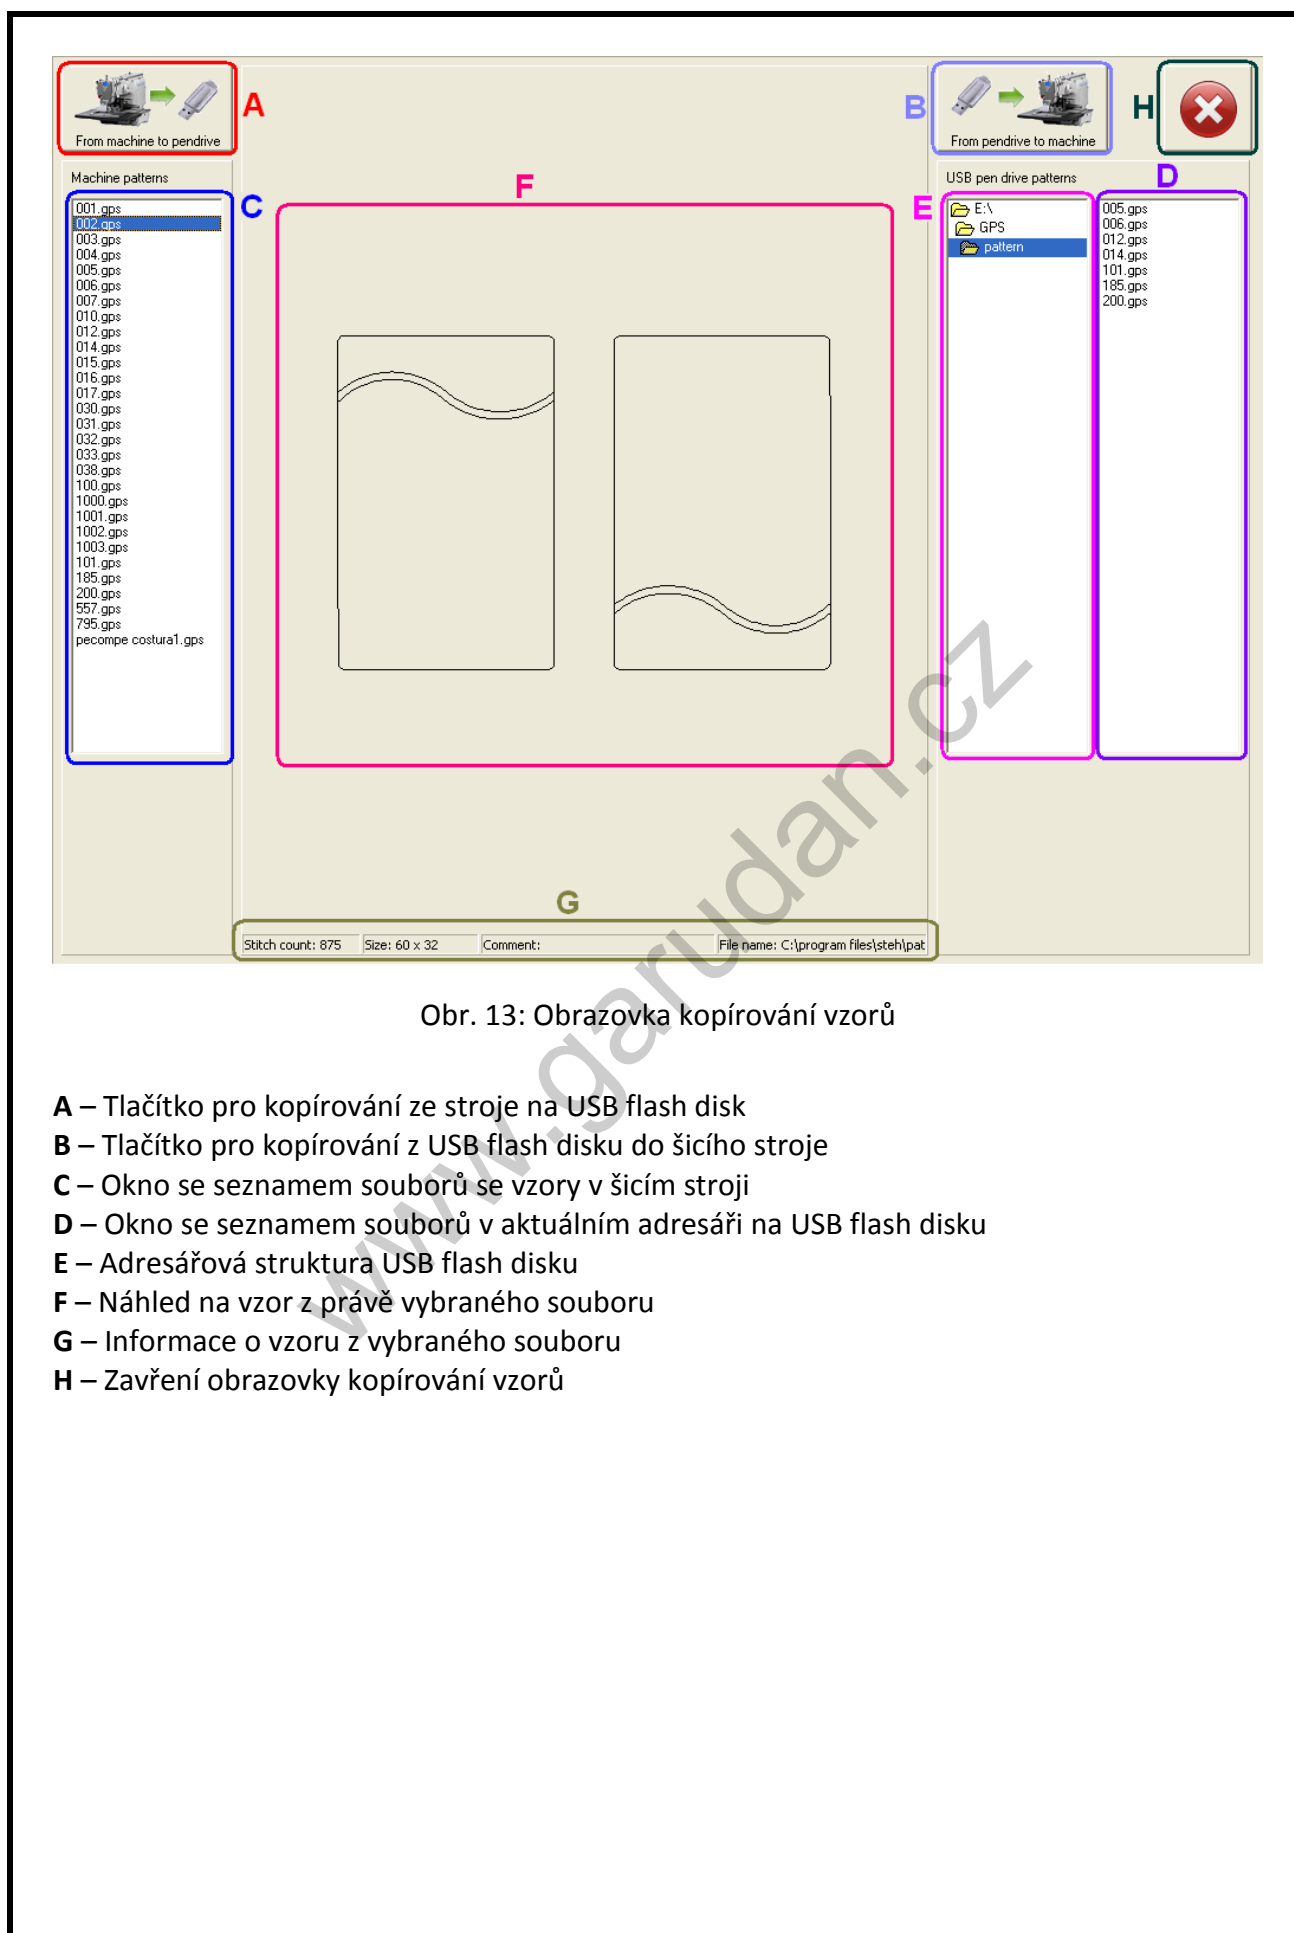 From machine to pendrive
A
B
From pendrive to machine
H
Machine patterns
001.gps
002.gps
003.gps
004.gps
005.gps
006.gps
007.gps
010.gps
012.gps
014.gps
015.gps
016.gps
017.gps
030.gps
031.gps
032.gps
033.gps
038.gps
100.gps
1000.gps
1001.gps
1002.gps
1003.gps
101.gps
185.gps
200.gps
557.gps
795.gps
pecompe costura1.gps
C
F
USB pen drive patterns
E
E:\
GPS
pattern
D
005.gps
006.gps
012.gps
014.gps
101.gps
185.gps
200.gps
G
Stitch count: 875
Size: 60 x 32
Comment:
File name: C:\program files\steh\pat
Obr. 13: Obrazovka kopírování vzorů
A – Tlačítko pro kopírování ze stroje na USB flash disk
B – Tlačítko pro kopírování z USB flash disku do šicího stroje
C – Okno se seznamem souborů se vzory v šicím stroji
D – Okno se seznamem souborů v aktuálním adresáři na USB flash disku
E – Adresářová struktura USB flash disku
F – Náhled na vzor z právě vybraného souboru
G – Informace o vzoru z vybraného souboru
H – Zavření obrazovky kopírování vzorů
www.garudan.cz